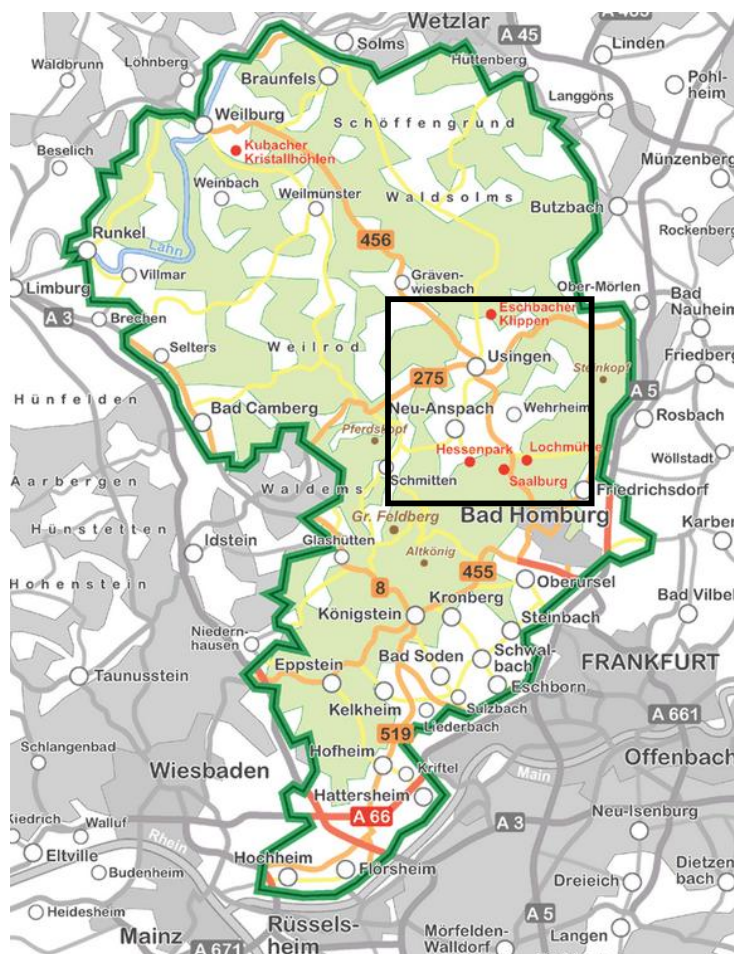 Wetzlar
A 45
Solms
Linden
Waldbrunn
Löhnberg
Braunfels
Hüttenberg
Pohl-
heim
Langgöns
Weilburg
Schöffengrund
Kubacher
Kristallhöhlen
Beselich
Münzenberg
Weinbach
Weilmünster
Waldsolms
Butzbach
Rockenberg
Runkel
Lahn
456
Villmar
Gräven-
wiesbach
Ober-Mörlen
Limburg
A 3
Brechen
Eschbacher
Klippen
Bad
Nauheim
Selters
Weilrod
Usingen
Steinkopf
Friedberg
275
A 5
Hünfelden
Bad Camberg
Neu-Anspach
Wehrheim
Rosbach
Pferdskopf
Hessenpark
Lochmühle
Wöllstadt
Aarbergen
Waldems
Schmitten
Saalburg
Friedrichsdorf
Hünstetten
Gr. Feldberg
Bad Homburg
Karben
Idstein
Glashütten
Altkönig
455
Hohenstein
8
Oberursel
Kronberg
Königstein
Steinbach
Bad Vilbel
Niedern-
hausen
Bad Soden
Schwal-
bach
FRANKFURT
Taunusstein
Eppstein
Eschborn
Kelkheim
Sulzbach
Liederbach
A 661
519
Hofheim
Schlangenbad
Wiesbaden
Kriftel
Main
Offenbach
Hattersheim
A 66
A 3
Neu-Isenburg
Kiedrich
Walluf
Rhein
Eltville
Budenheim
Hochheim
Flörsheim
Dreieich
Dietzen-
bach
Heidesheim
A 5
Mainz
A 671
Rüssels-
heim
Mörfelden-
Walldorf
Langen